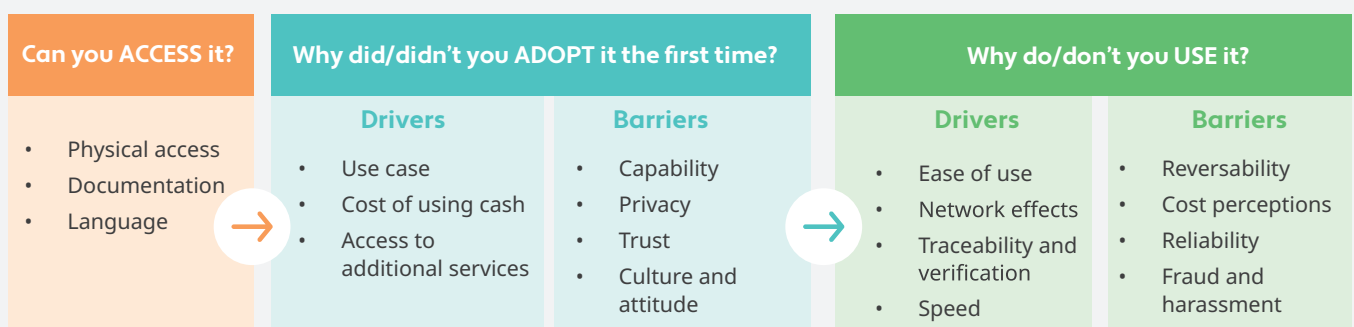 Can you ACCESS it?
• Physical access
• Documentation
• Language
Why did/didn't you ADOPT it the first time?
Drivers
• Use case
• Cost of using cash
• Access to
additional services
Barriers
• Capability
• Privacy
• Trust
• Culture and
attitude
Why do/don't you USE it?
Drivers
• Ease of use
• Network effects
• Traceability and
verification
• Speed
Barriers
• Reversability
• Cost perceptions
• Reliability
• Fraud and
harassment